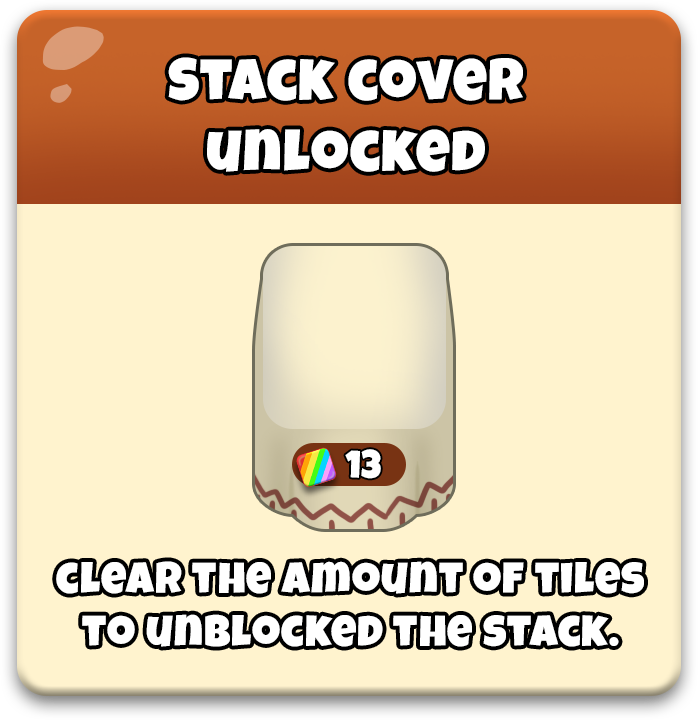 STACK COVER
UNLOCKED
13
CLEAR THE AMOUNT OF TILES
TO UNBLOCKED THE STACK.